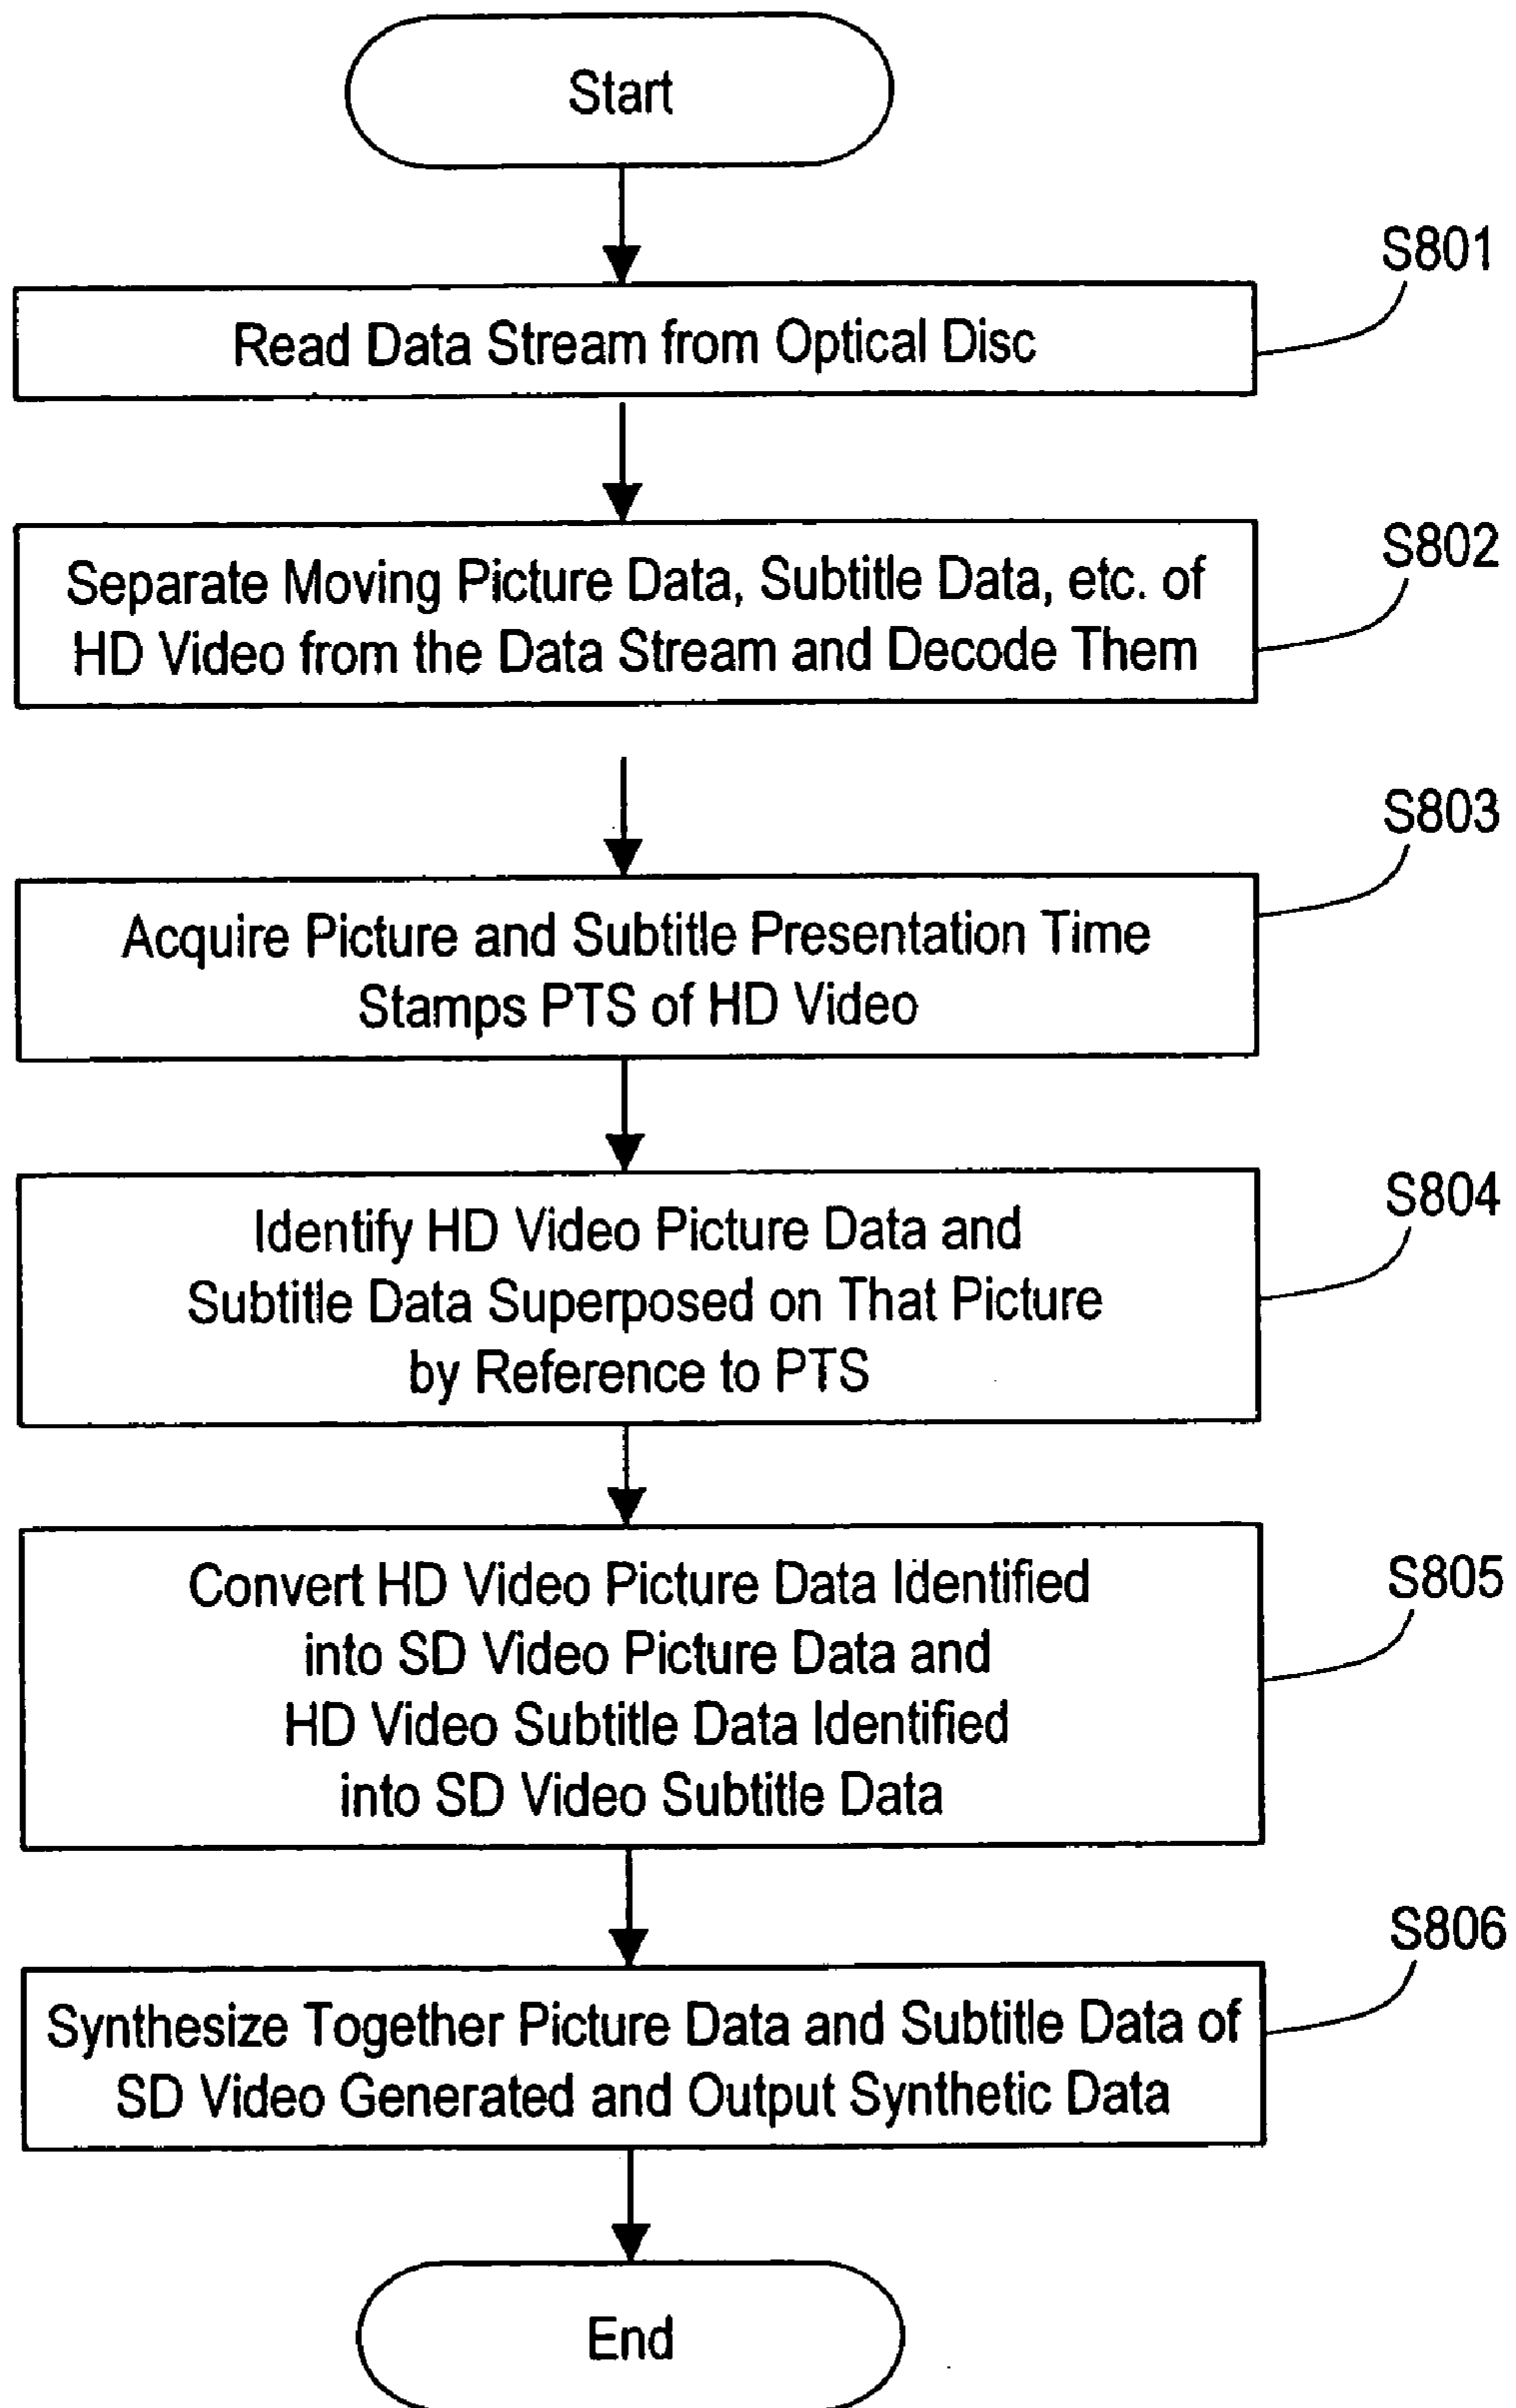 Start
S801
Read Data Stream from Optical Disc
S802
Separate Moving Picture Data, Subtitle Data, etc. of
HD Video from the Data Stream and Decode Them
S803
Acquire Picture and Subtitle Presentation Time
Stamps PTS of HD Video
S804
Identify HD Video Picture Data and
Subtitle Data Superposed on That Picture
by Reference to PTS
S805
Convert HD Video Picture Data Identified
into SD Video Picture Data and
HD Video Subtitle Data Identified
into SD Video Subtitle Data
S806
Synthesize Together Picture Data and Subtitle Data of
SD Video Generated and Output Synthetic Data
End